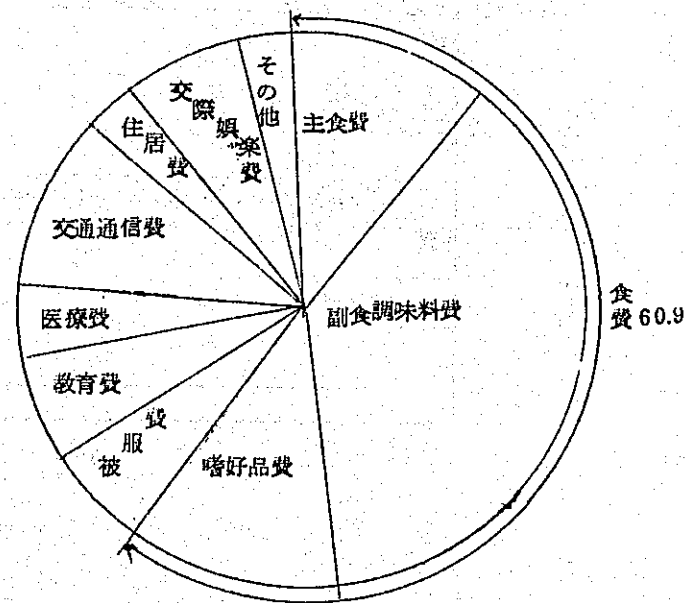 主食費
副食調味料費
食費 60.9
嗜好品費
被服費
教育費
医療費
交通通信費
住居費
交際娯楽費
その他